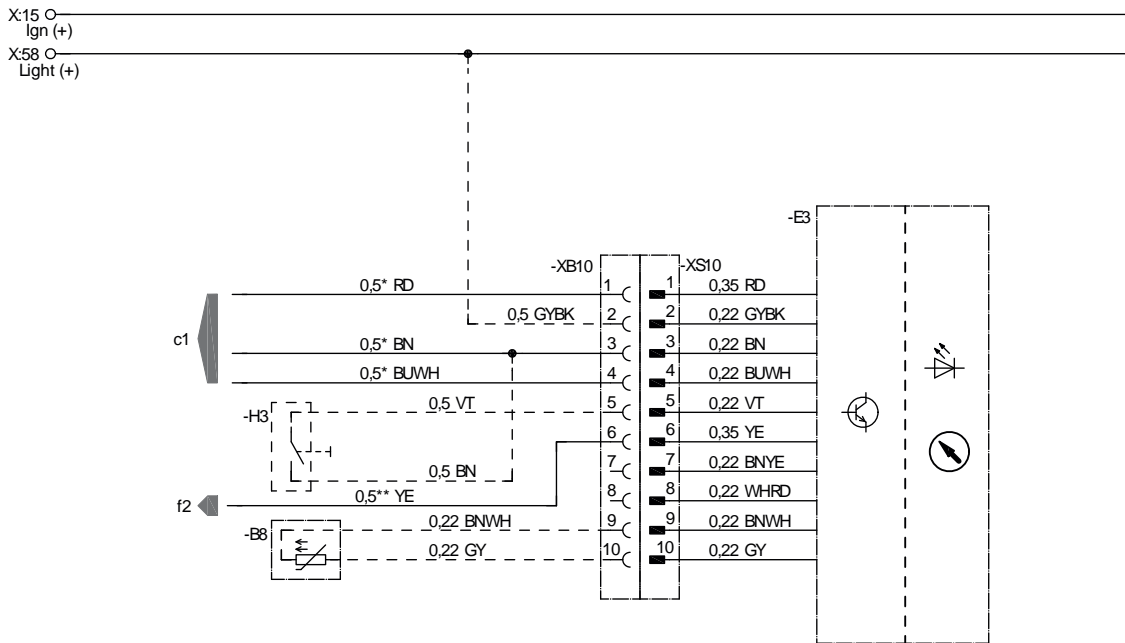 X:15
Ign (+)
X:58
Light (+)
-E3
-XB10 -XS10
0,5* RD 1 1 0,35 RD
0,5 GYBK 2 2 0,22 GYBK
c1
0,5* BN 3 3 0,22 BN
0,5* BUWH 4 4 0,22 BUWH
-H3
0,5 VT 5 5 0,22 VT
6 6 0,35 YE
0,5 BN 7 7 0,22 BNYE
f2
0,5** YE 8 8 0,22 WHRD
-B8
0,22 BNWH 9 9 0,22 BNWH
0,22 GY 10 10 0,22 GY